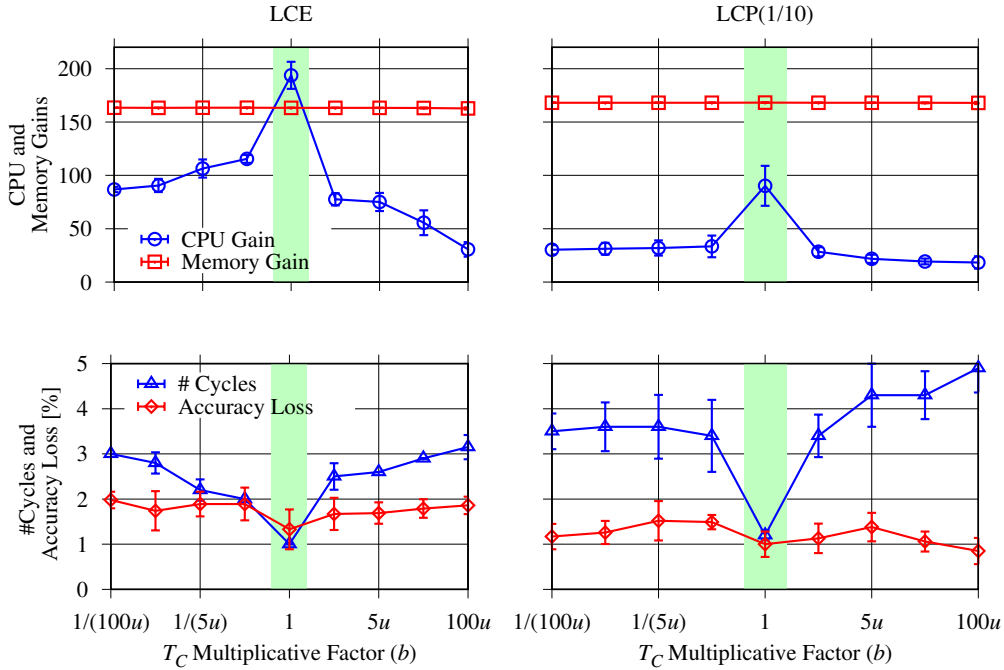 LCE
LCP(1/10)
CPU and
Memory Gains
200
150
100
50
0
CPU Gain
Memory Gain
#Cycles and
Accuracy Loss [%]
5
4
3
2
1
0
# Cycles
Accuracy Loss
1/(100u)
1/(5u)
1
5u
100u
1/(100u)
1/(5u)
1
5u
100u
T_C Multiplicative Factor (b)
T_C Multiplicative Factor (b)